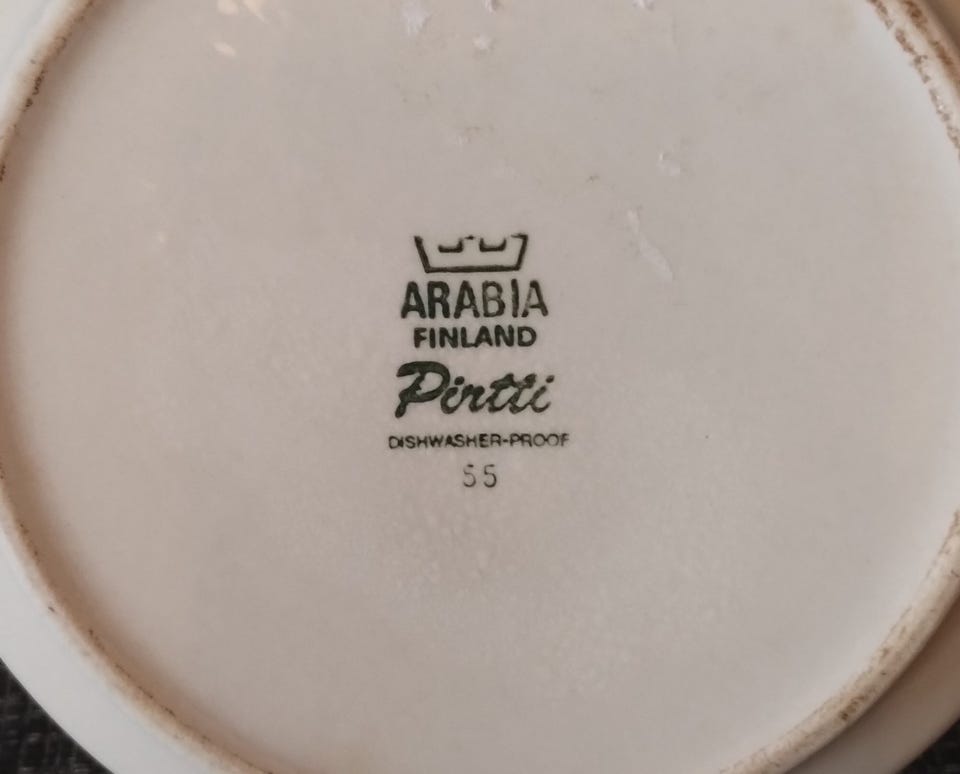 ARABIA
FINLAND
Pirtti
DISHWASHER-PROOF
55